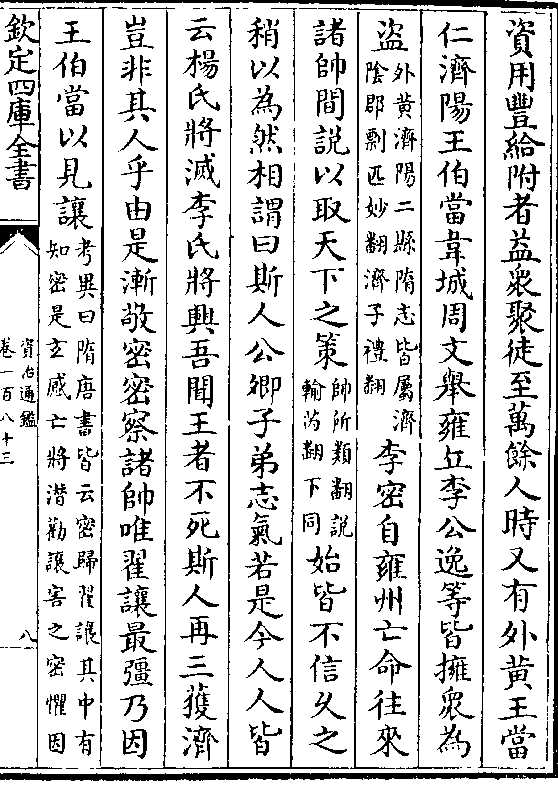 資用豐給附者益衆聚徒至萬餘人時又有外黄王當
仁濟陽王伯當韋城周文舉雍丘李公逸等皆擁衆為
盜外黄濟陽二縣隋志皆屬濟
陰郡剽匹妙翻濟子禮翻李密自雍州亡命往來
諸帥間説以取天下之策帥所類翻説
輸芮翻下同始皆不信乆之
稍以為然相謂曰斯人公卿子弟志氣若是今人人皆
云楊氏將滅李氏將興吾聞王者不死斯人再三獲濟
豈非其人乎由是漸敬密密察諸帥唯翟讓最彊乃因
王伯當以見讓考異曰隋唐書皆云密歸翟讓其中有
知密是玄感亡將潛勸讓害之密懼因
欽定四庫全書
資治通鑑
卷一百八十三
八